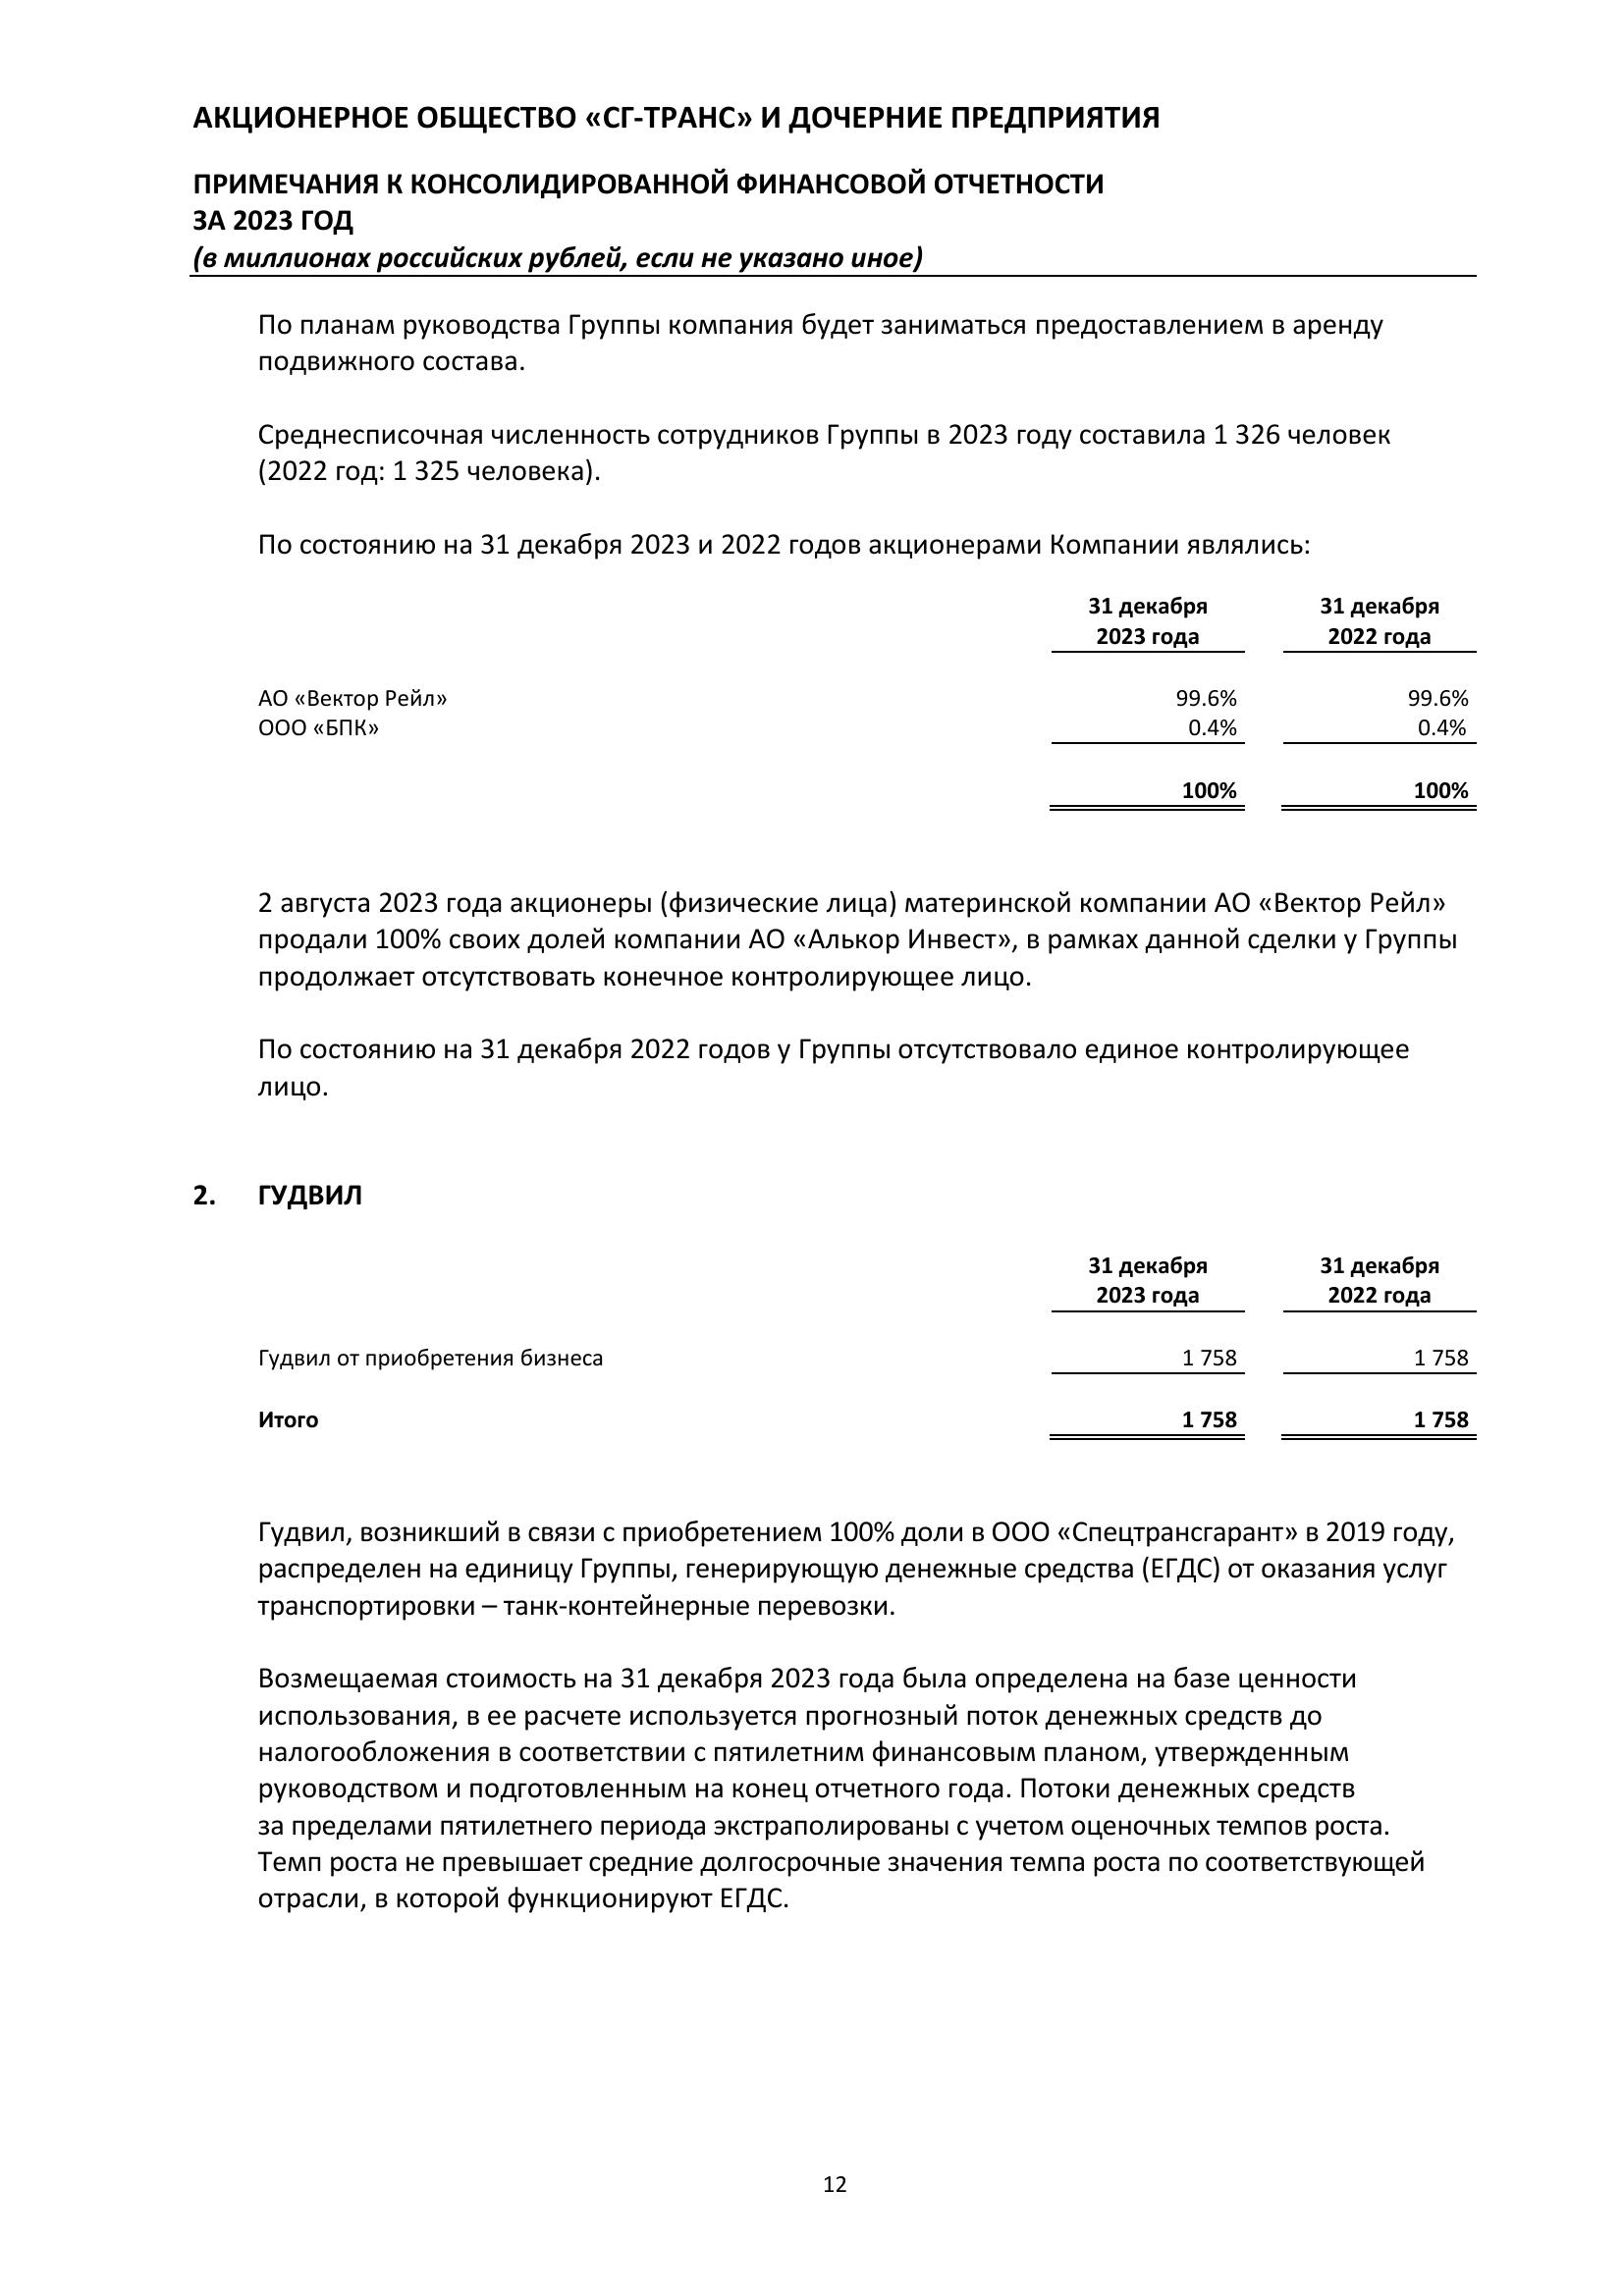 АКЦИОНЕРНОЕ ОБЩЕСТВО «СГ-ТРАНС» И ДОЧЕРНИЕ ПРЕДПРИЯТИЯ
ПРИМЕЧАНИЯ К КОНСОЛИДИРОВАННОЙ ФИНАНСОВОЙ ОТЧЕТНОСТИ
ЗА 2023 ГОД
(в миллионах российских рублей, если не указано иное)
По планам руководства Группы компания будет заниматься предоставлением в аренду
подвижного состава.
Среднесписочная численность сотрудников Группы в 2023 году составила 1 326 человек
(2022 год: 1 325 человека).
По состоянию на 31 декабря 2023 и 2022 годов акционерами Компании являлись:
31 декабря 31 декабря
2023 года 2022 года
АО «Вектор Рейл» 99.6% 99.6%
ООО «БПК» 0.4% 0.4%
100% 100%
2 августа 2023 года акционеры (физические лица) материнской компании АО «Вектор Рейл»
продали 100% своих долей компании АО «Алькор Инвест», в рамках данной сделки у Группы
продолжает отсутствовать конечное контролирующее лицо.
По состоянию на 31 декабря 2022 годов у Группы отсутствовало единое контролирующее
лицо.
2. ГУДВИЛ
31 декабря 31 декабря
2023 года 2022 года
Гудвил от приобретения бизнеса 1 758 1 758
Итого 1 758 1 758
Гудвил, возникший в связи с приобретением 100% доли в ООО «Спецтрансгарант» в 2019 году,
распределен на единицу Группы, генерирующую денежные средства (ЕГДС) от оказания услуг
транспортировки – танк-контейнерные перевозки.
Возмещаемая стоимость на 31 декабря 2023 года была определена на базе ценности
использования, в ее расчете используется прогнозный поток денежных средств до
налогообложения в соответствии с пятилетним финансовым планом, утвержденным
руководством и подготовленным на конец отчетного года. Потоки денежных средств
за пределами пятилетнего периода экстраполированы с учетом оценочных темпов роста.
Темп роста не превышает средние долгосрочные значения темпа роста по соответствующей
отрасли, в которой функционируют ЕГДС.
12